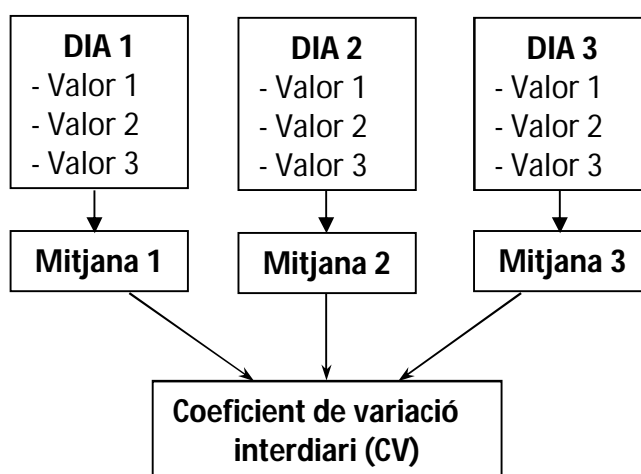 DIA 1
- Valor 1
- Valor 2
- Valor 3
DIA 2
- Valor 1
- Valor 2
- Valor 3
DIA 3
- Valor 1
- Valor 2
- Valor 3
Mitjana 1
Mitjana 2
Mitjana 3
Coeficient de variació
interdiari (CV)